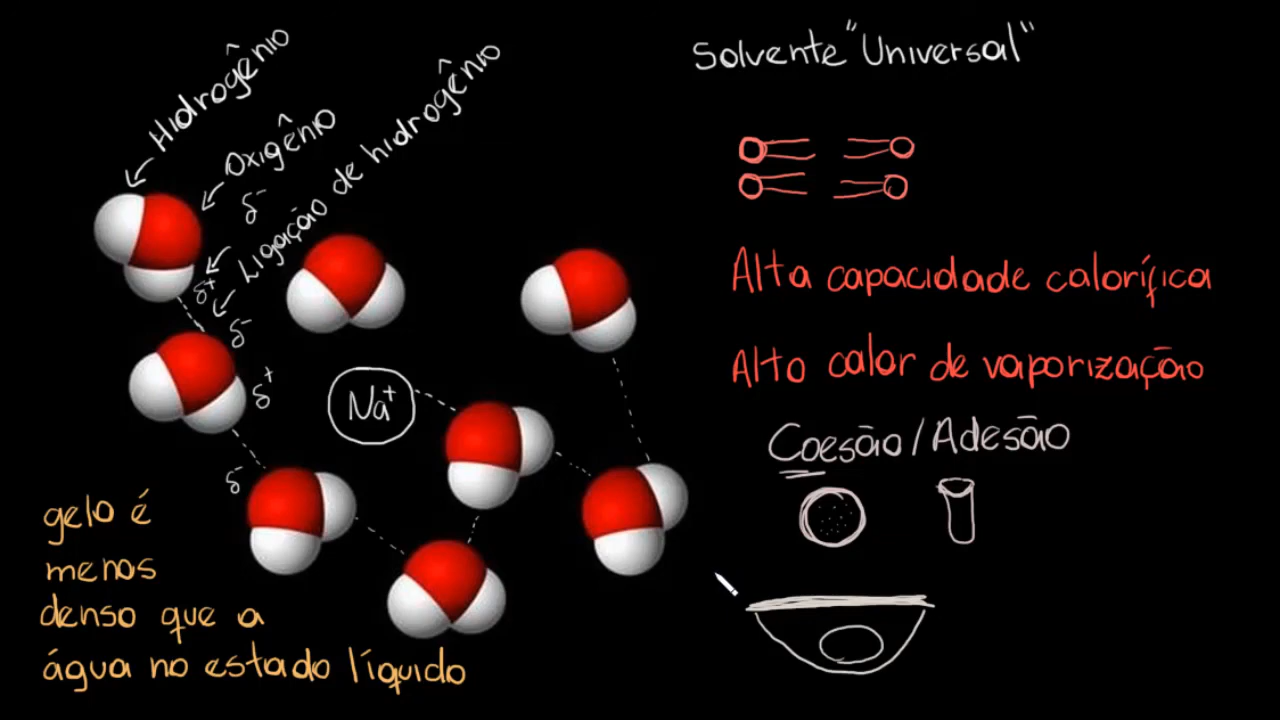 Hidrogênio
Oxigênio
Ligação de hidrogênio
δ-
δ+
δ-
δ+
δ-
Na+
gelo é
menos
denso que a
água no estado líquido
Solvente "Universal"
Alta capacidade calorífica
Alto calor de vaporização
Coesão/Adesão